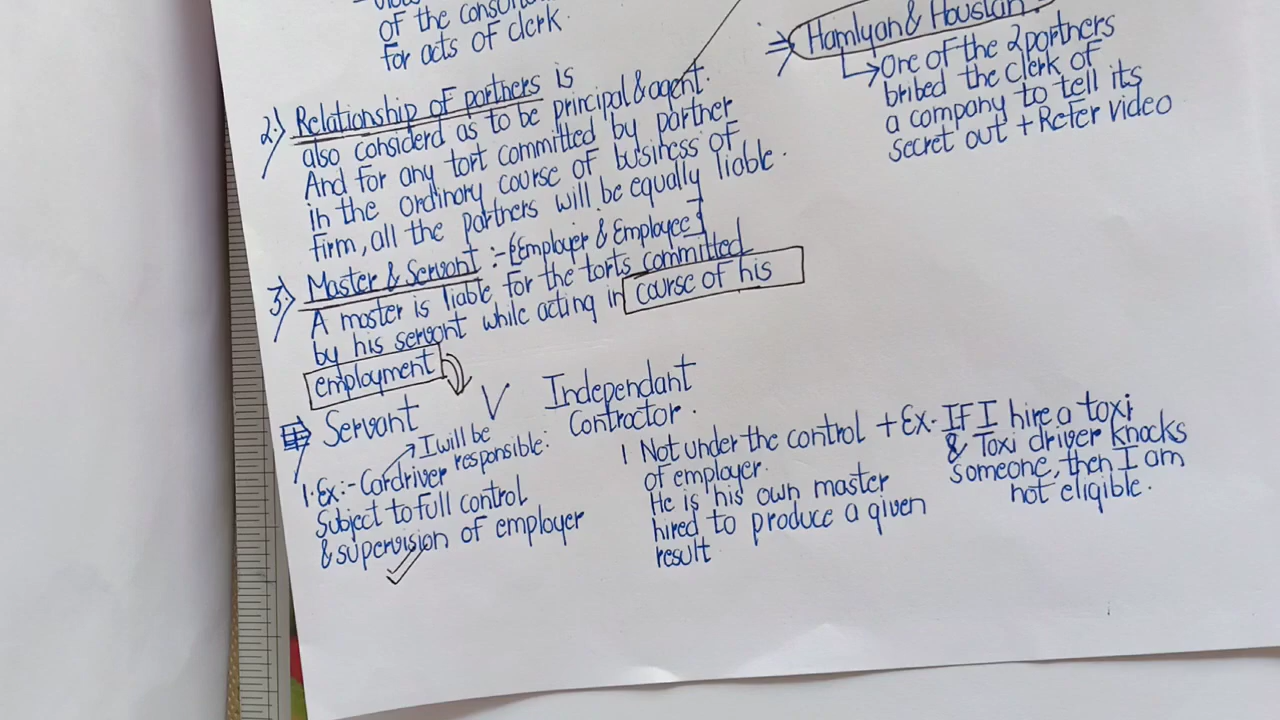 of the
for acts of clerk.
2.) Relationship of partners is
also considerd as to be principal & agent.
And for any tort committed by partner
in the ordinary course of business of
firm, all the partners will be equally liable.
⇒ Hamlyon & Houston.
→ One of the 2 partners
bribed the clerk of
a company to tell its
secret out + Refer video
3.) Master & Servant :- [Employer & Employee]
A master is liable for the torts committed
by his servant while acting in course of his
employment
Servant V Independant
Contractor.
→ I will be
responsible:
1. Ex:- Car driver
Subject to full control
& supervision of employer
1 Not under the control
of employer.
He is his own master
hired to produce a given
result
+ Ex. IF I hire a taxi
& Taxi driver knocks
someone, then I am
not eligible.